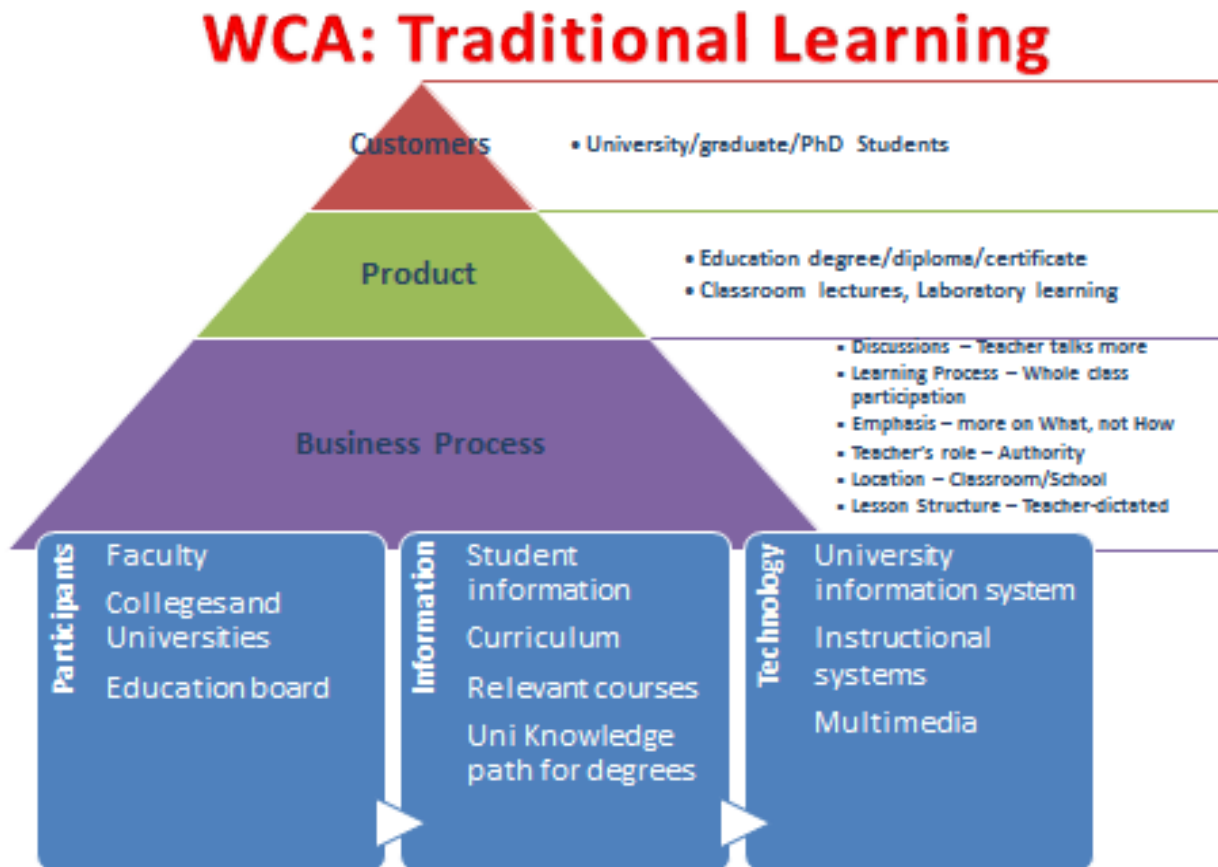 WCA: Traditional Learning
Customers
• University/graduate/PhD Students
Product
• Education degree/diploma/certificate
• Classroom lectures, Laboratory learning
Business Process
• Discussions – Teacher talks more
• Learning Process – Whole class
participation
• Emphasis – more on What, not How
• Teacher's role – Authority
• Location – Classroom/School
• Lesson Structure – Teacher-dictated
Participants
Faculty
Collegesand
Universities
Education board
Information
Student
information
Curriculum
Relevant courses
Uni Knowledge
path for degrees
Technology
University
information system
Instructional
systems
Multimedia